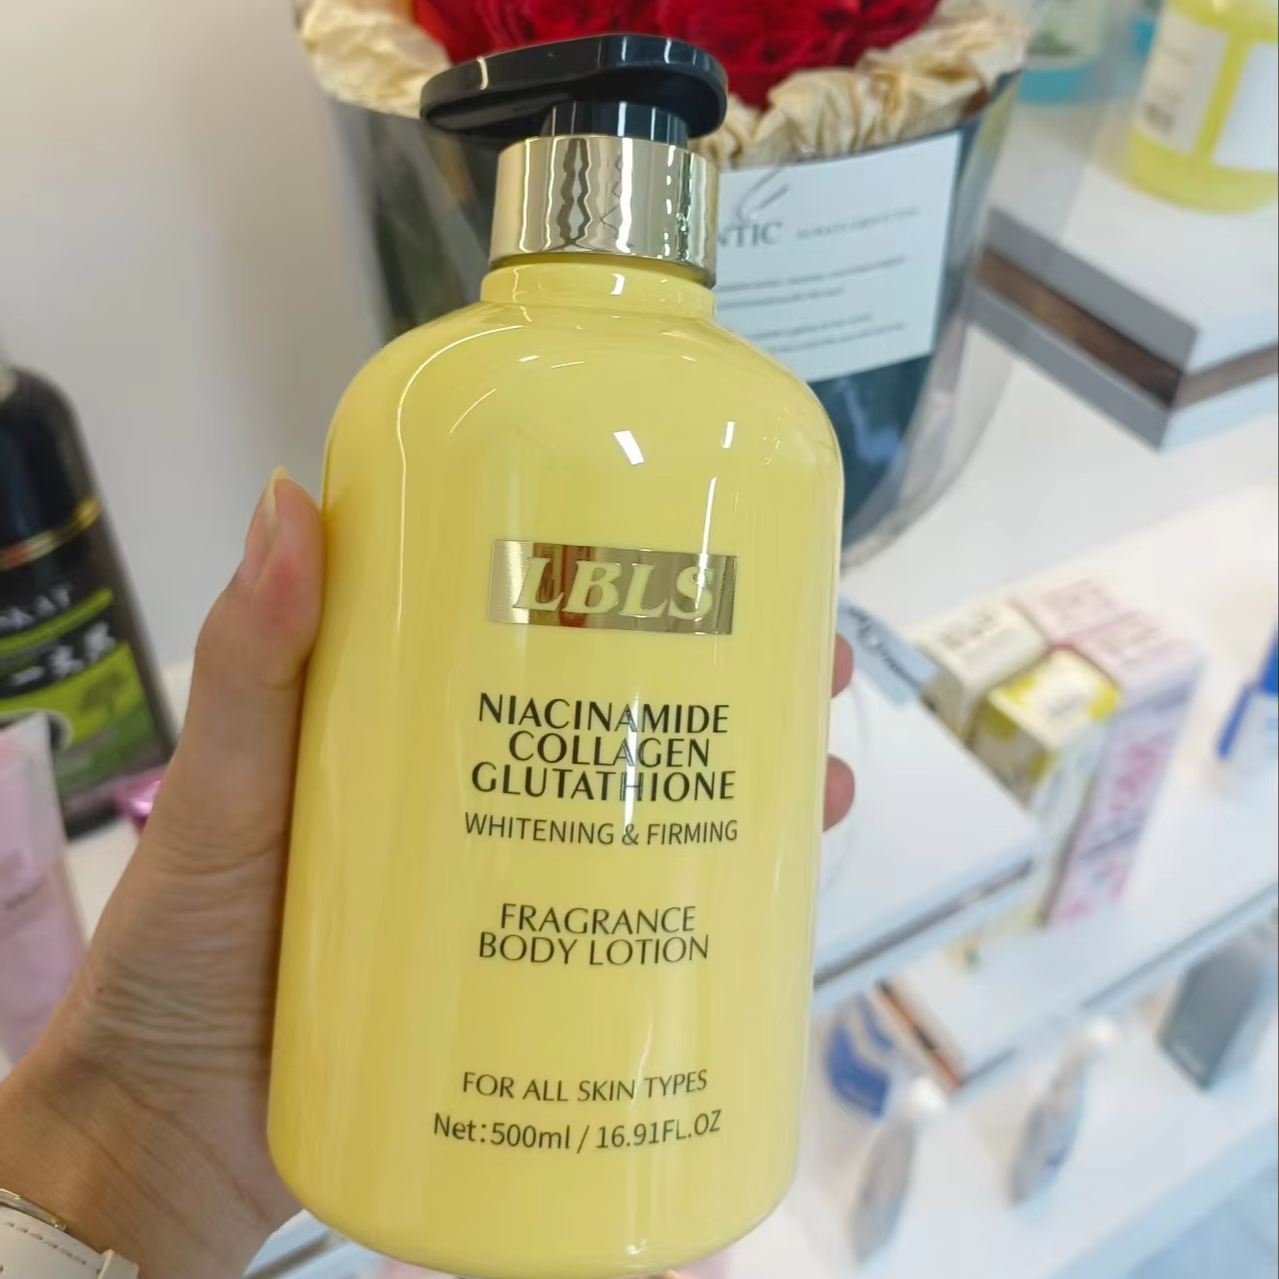 LBLS
NIACINAMIDE
COLLAGEN
GLUTATHIONE
WHITENING & FIRMING
FRAGRANCE
BODY LOTION
FOR ALL SKIN TYPES
Net:500ml / 16.91FL.OZ